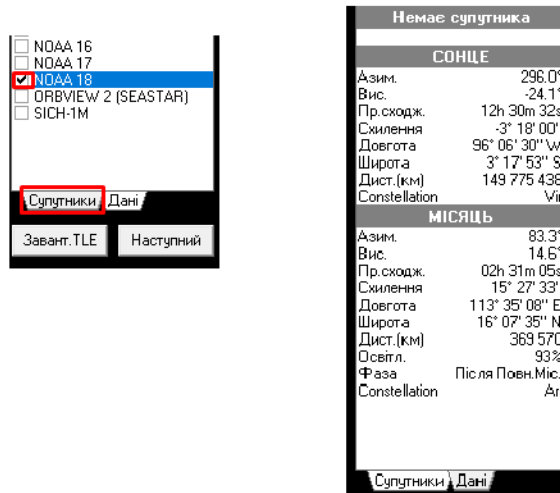 NOAA 16
NOAA 17
NOAA 18
ORBVIEW 2 (SEASTAR)
SICH-1M
Супутники Дані
Завант.TLE Наступний
Немає супутника
СОНЦЕ
Азим. 296.0°
Вис. -24.1°
Пр.сходж. 12h 30m 32s
Схилення -3° 18' 00''
Довгота 96° 06' 30'' W
Широта 3° 17' 53'' S
Дист.(км) 149 775 438
Constellation Vir
МІСЯЦЬ
Азим. 83.3°
Вис. 14.6°
Пр.сходж. 02h 31m 05s
Схилення 15° 27' 33''
Довгота 113° 35' 08'' E
Широта 16° 07' 35'' N
Дист.(км) 369 570
Освітл. 93%
Фаза Після Повн.Міс.
Constellation Ari
Супутники Дані